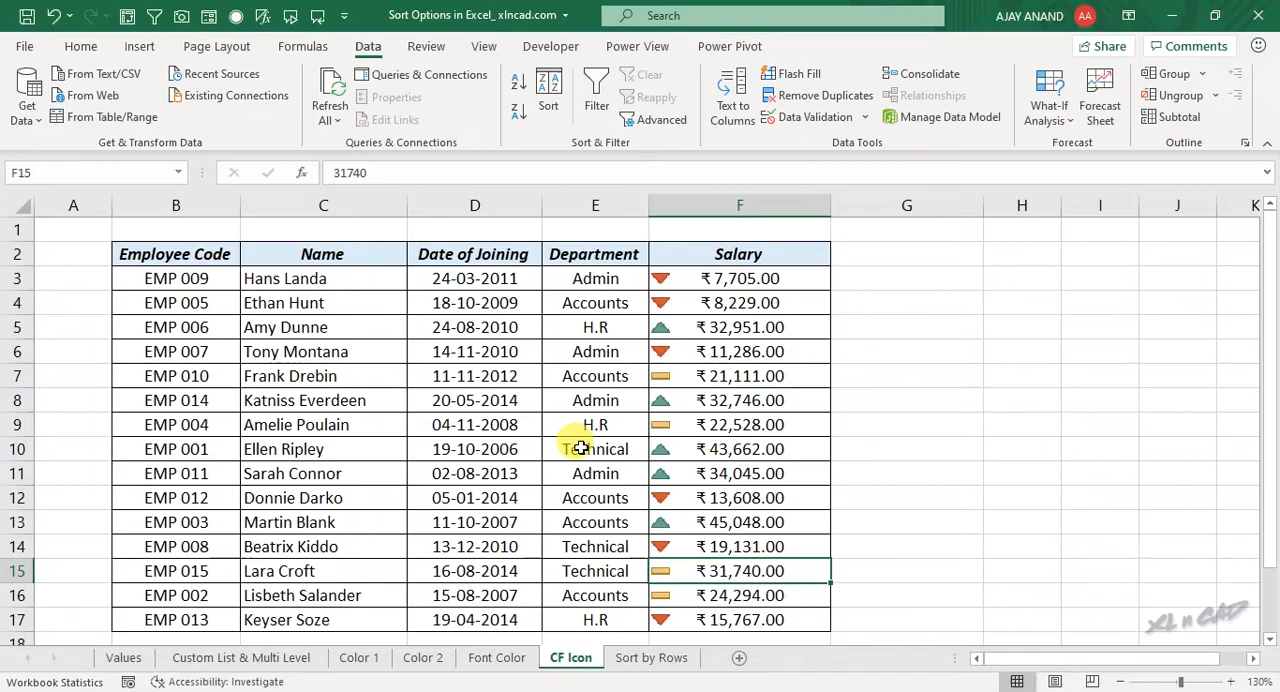 Sort Options in Excel_ xlncad.com
Search
AJAY ANAND AA
File Home Insert Page Layout Formulas Data Review View Developer Power View Power Pivot Share Comments
Get Data
From Text/CSV
From Web
From Table/Range
Recent Sources
Existing Connections
Get & Transform Data
Refresh All
Queries & Connections
Properties
Edit Links
Queries & Connections
Sort
Filter
Clear
Reapply
Advanced
Sort & Filter
Text to Columns
Flash Fill
Remove Duplicates
Data Validation
Consolidate
Relationships
Manage Data Model
Data Tools
What-If Analysis
Forecast Sheet
Forecast
Group
Ungroup
Subtotal
Outline
F15 fx 31740
A B C D E F G H I J K
1
2 Employee Code Name Date of Joining Department Salary
3 EMP 009 Hans Landa 24-03-2011 Admin ₹ 7,705.00
4 EMP 005 Ethan Hunt 18-10-2009 Accounts ₹ 8,229.00
5 EMP 006 Amy Dunne 24-08-2010 H.R ₹ 32,951.00
6 EMP 007 Tony Montana 14-11-2010 Admin ₹ 11,286.00
7 EMP 010 Frank Drebin 11-11-2012 Accounts ₹ 21,111.00
8 EMP 014 Katniss Everdeen 20-05-2014 Admin ₹ 32,746.00
9 EMP 004 Amelie Poulain 04-11-2008 H.R ₹ 22,528.00
10 EMP 001 Ellen Ripley 19-10-2006 Technical ₹ 43,662.00
11 EMP 011 Sarah Connor 02-08-2013 Admin ₹ 34,045.00
12 EMP 012 Donnie Darko 05-01-2014 Accounts ₹ 13,608.00
13 EMP 003 Martin Blank 11-10-2007 Accounts ₹ 45,048.00
14 EMP 008 Beatrix Kiddo 13-12-2010 Technical ₹ 19,131.00
15 EMP 015 Lara Croft 16-08-2014 Technical ₹ 31,740.00
16 EMP 002 Lisbeth Salander 15-08-2007 Accounts ₹ 24,294.00
17 EMP 013 Keyser Soze 19-04-2014 H.R ₹ 15,767.00
XL n CAD
18
Values Custom List & Multi Level Color 1 Color 2 Font Color CF Icon Sort by Rows
Workbook Statistics Accessibility: Investigate 130%